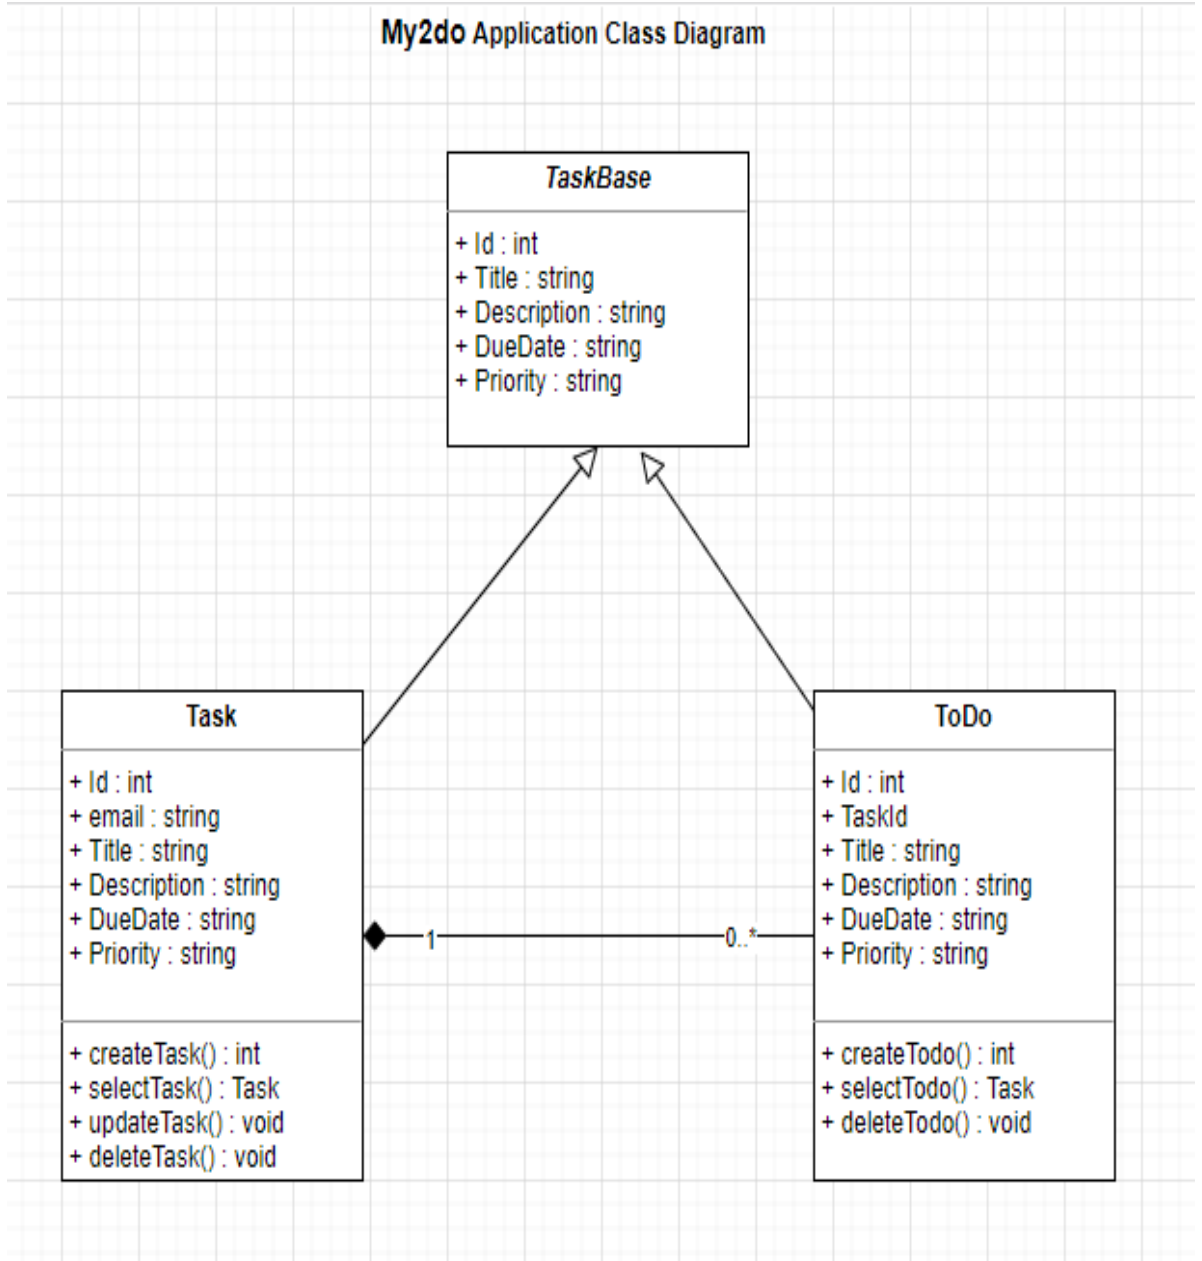 My2do Application Class Diagram
TaskBase
+ Id : int
+ Title : string
+ Description : string
+ DueDate : string
+ Priority : string
Task
+ Id : int
+ email : string
+ Title : string
+ Description : string
+ DueDate : string
+ Priority : string
+ createTask() : int
+ selectTask() : Task
+ updateTask() : void
+ deleteTask() : void
1
0..*
ToDo
+ Id : int
+ TaskId
+ Title : string
+ Description : string
+ DueDate : string
+ Priority : string
+ createTodo() : int
+ selectTodo() : Task
+ deleteTodo() : void